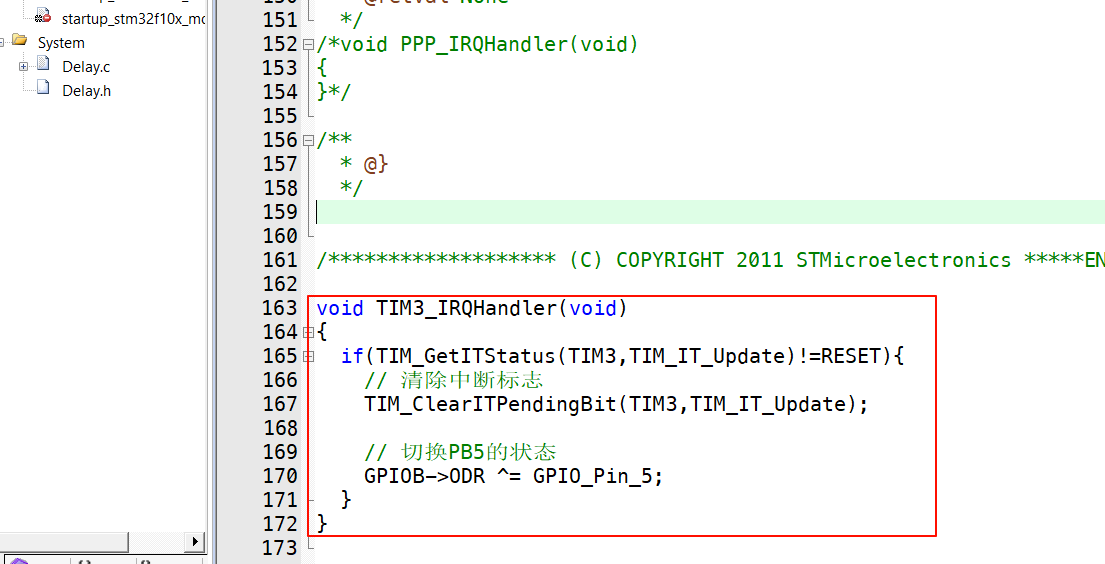 startup_stm32f10x_mc
System
Delay.c
Delay.h
151 */
152 /*void PPP_IRQHandler(void)
153 {
154 }*/
155
156 /**
157 * @}
158 */
159
160
161 /******************* (C) COPYRIGHT 2011 STMicroelectronics *****EN
162
163 void TIM3_IRQHandler(void)
164 {
165 if(TIM_GetITStatus(TIM3,TIM_IT_Update)!=RESET){
166 // 清除中断标志
167 TIM_ClearITPendingBit(TIM3,TIM_IT_Update);
168
169 // 切换PB5的状态
170 GPIOB->ODR ^= GPIO_Pin_5;
171 }
172 }
173